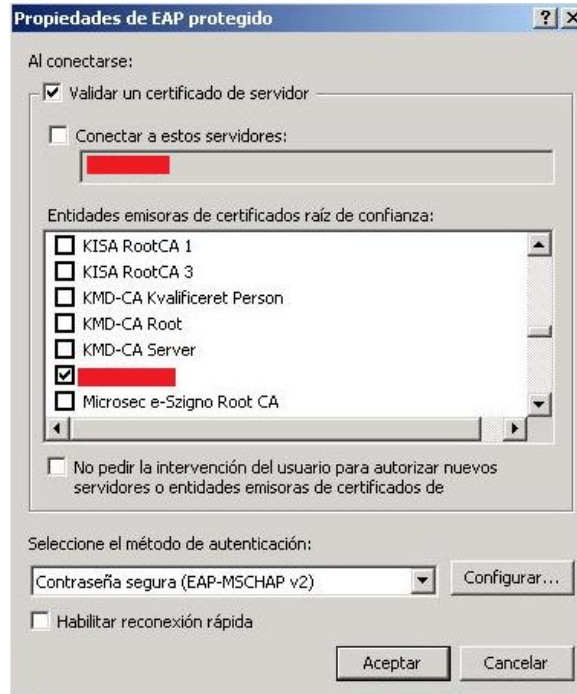 Propiedades de EAP protegido
Al conectarse:
Validar un certificado de servidor
Conectar a estos servidores:
Entidades emisoras de certificados raíz de confianza:
KISA RootCA 1
KISA RootCA 3
KMD-CA Kvalificeret Person
KMD-CA Root
KMD-CA Server
Microsec e-Szigno Root CA
No pedir la intervención del usuario para autorizar nuevos
servidores o entidades emisoras de certificados de
Seleccione el método de autenticación:
Contraseña segura (EAP-MSCHAP v2)
Configurar...
Habilitar reconexión rápida
Aceptar
Cancelar